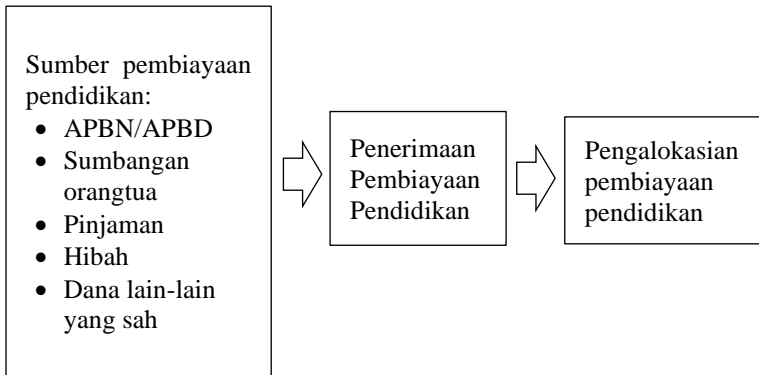 Sumber pembiayaan
pendidikan:
• APBN/APBD
• Sumbangan
orangtua
• Pinjaman
• Hibah
• Dana lain-lain
yang sah
Penerimaan
Pembiayaan
Pendidikan
Pengalokasian
pembiayaan
pendidikan